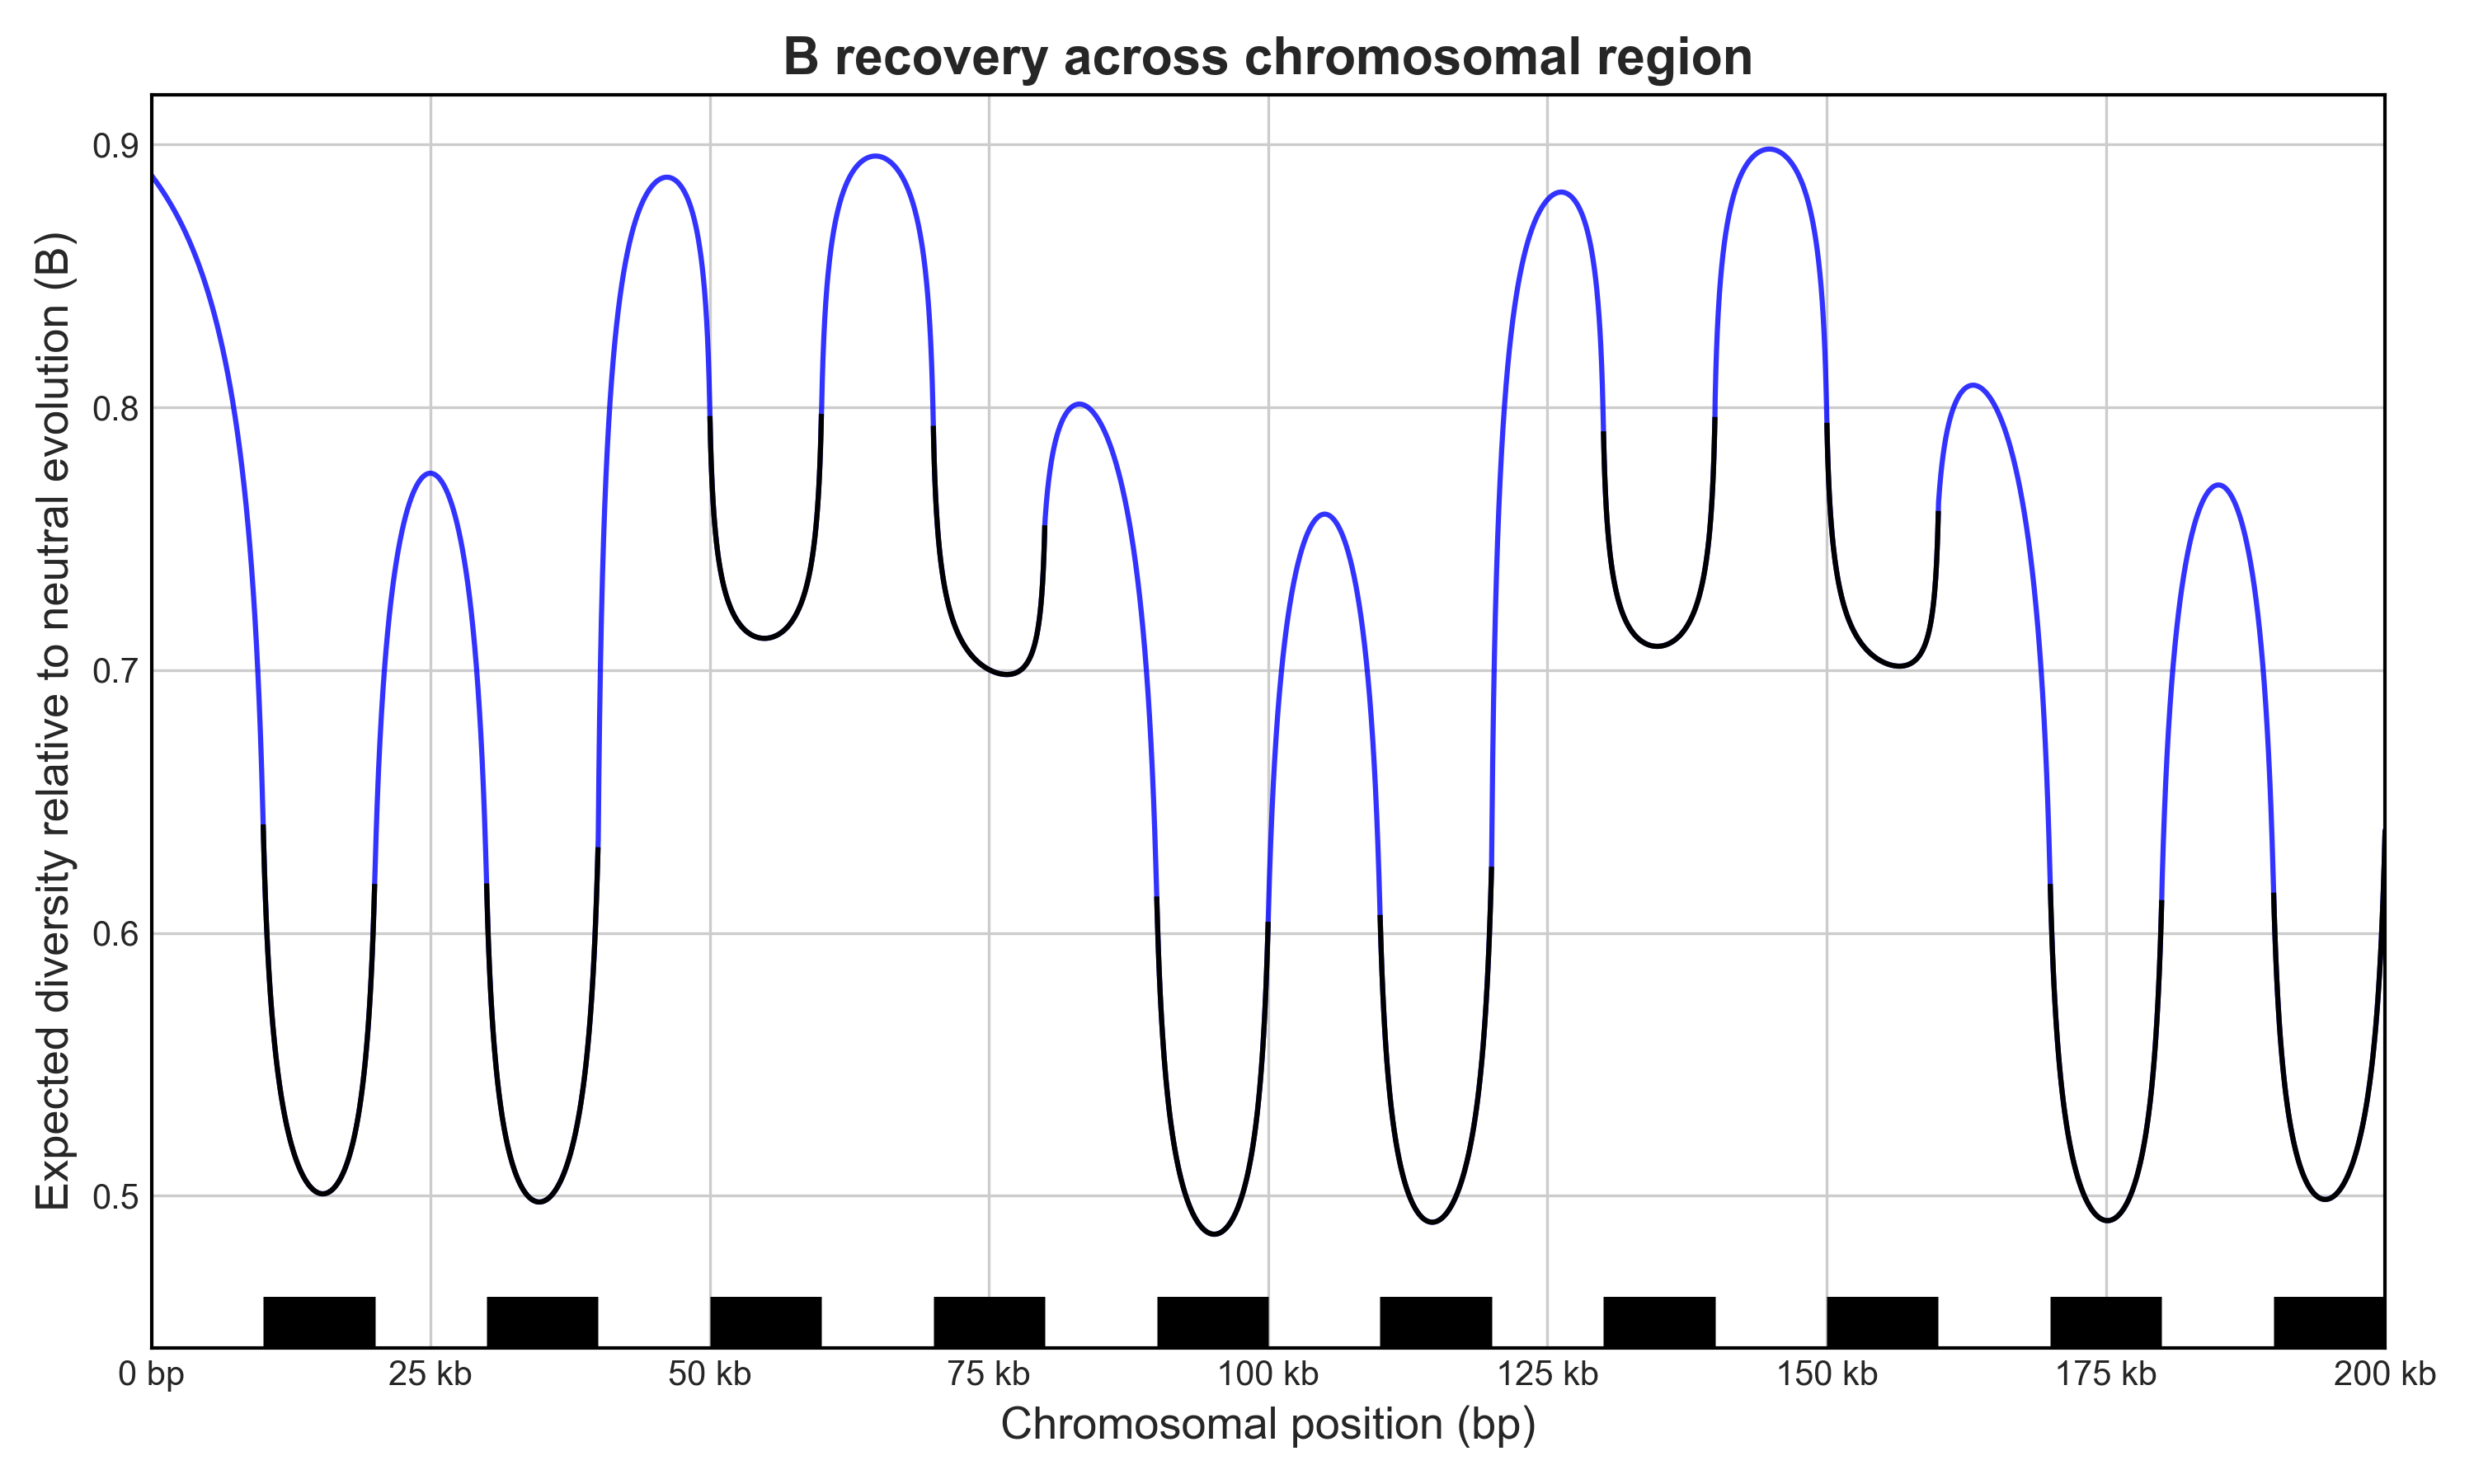 B recovery across chromosomal region
Expected diversity relative to neutral evolution (B)
0.9
0.8
0.7
0.6
0.5
0 bp 25 kb 50 kb 75 kb 100 kb 125 kb 150 kb 175 kb 200 kb
Chromosomal position (bp)